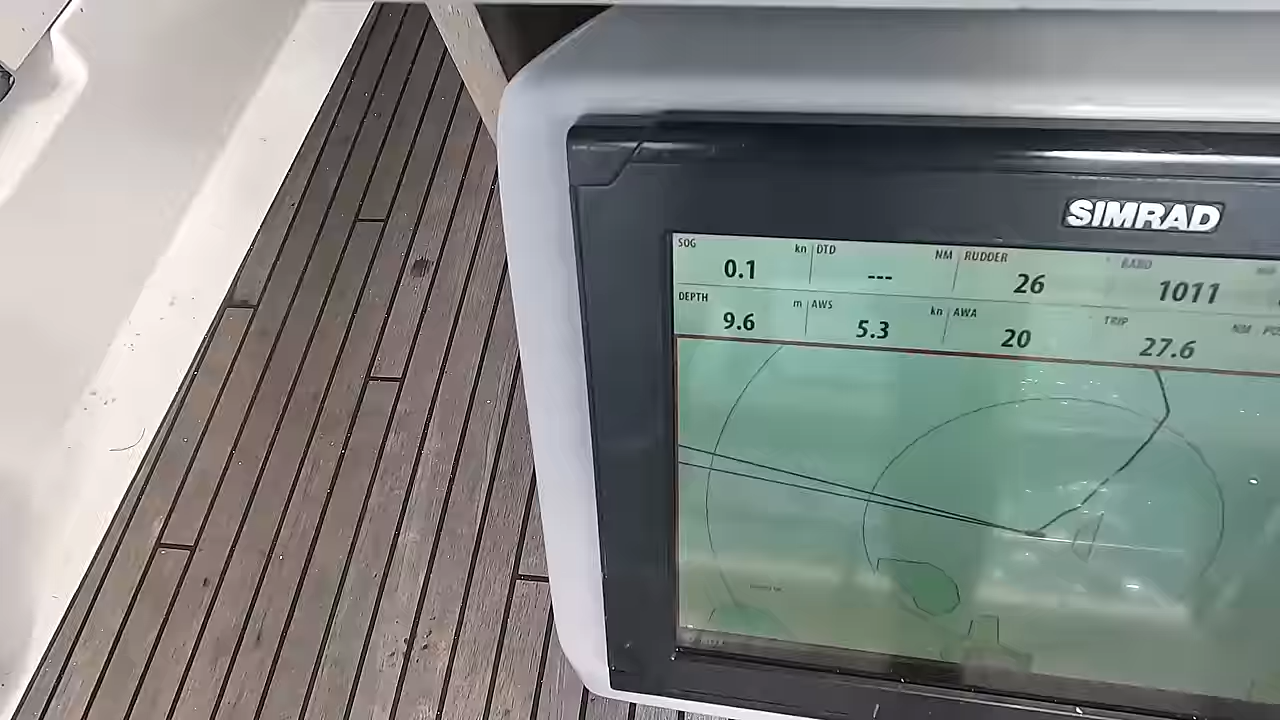 SIMRAD
SOG kn DTD NM RUDDER BARO
0.1 --- 26 1011
DEPTH m AWS kn AWA TRIP NM
9.6 5.3 20 27.6